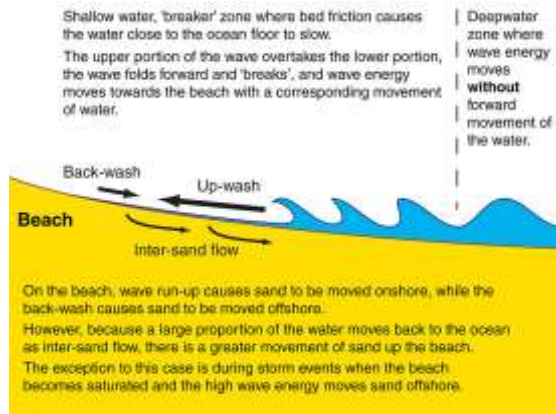 Shallow water, 'breaker' zone where bed friction causes
the water close to the ocean floor to slow.
The upper portion of the wave overtakes the lower portion,
the wave folds forward and 'breaks', and wave energy
moves towards the beach with a corresponding movement
of water.
Deepwater
zone where
wave energy
moves
without
forward
movement of
the water.
Back-wash
Up-wash
Beach
Inter-sand flow
On the beach, wave run-up causes sand to be moved onshore, while the
back-wash causes sand to be moved offshore.
However, because a large proportion of the water moves back to the ocean
as inter-sand flow, there is a greater movement of sand up the beach.
The exception to this case is during storm events when the beach
becomes saturated and the high wave energy moves sand offshore.